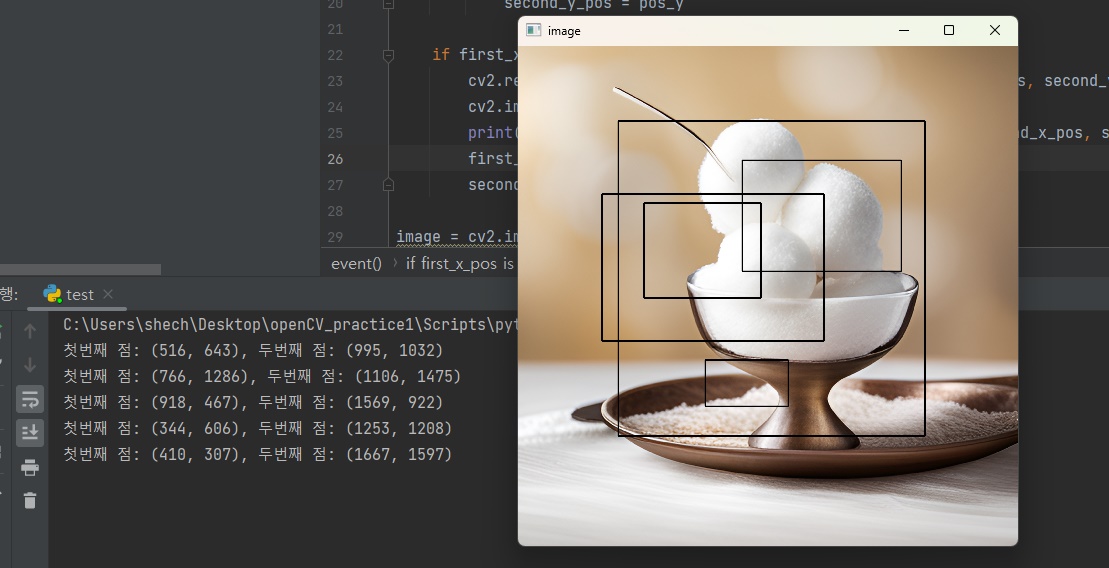 20 second_y_pos = pos_y
21
22 if first_x
23 cv2.re s, second_
24 cv2.im
25 print( nd_x_pos, s
26 first_
27 second
28
29 image = cv2.im
event() › if first_x_pos is
image
행: test
C:\Users\shech\Desktop\openCV_practice1\Scripts\pyt
첫번째 점: (516, 643), 두번째 점: (995, 1032)
첫번째 점: (766, 1286), 두번째 점: (1106, 1475)
첫번째 점: (918, 467), 두번째 점: (1569, 922)
첫번째 점: (344, 606), 두번째 점: (1253, 1208)
첫번째 점: (410, 307), 두번째 점: (1667, 1597)